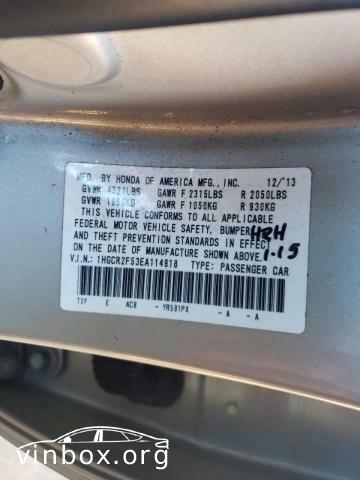 MFD. BY HONDA OF AMERICA MFG., INC. 12/13
GVWR 4321LBS GAWR F 2315LBS R 2050LBS
GVWR 1960KG GAWR F 1050KG R 930KG
THIS VEHICLE CONFORMS TO ALL APPLICABLE
FEDERAL MOTOR VEHICLE SAFETY, BUMPER
AND THEFT PREVENTION STANDARDS IN EFFECT
ON THE DATE OF MANUFACTURE SHOWN ABOVE.
HRH
1-15
V.I.N.: 1HGCR2F53EA114918 TYPE: PASSENGER CAR
T2F E AC8 - YR591PX - A - A
vinbox.org